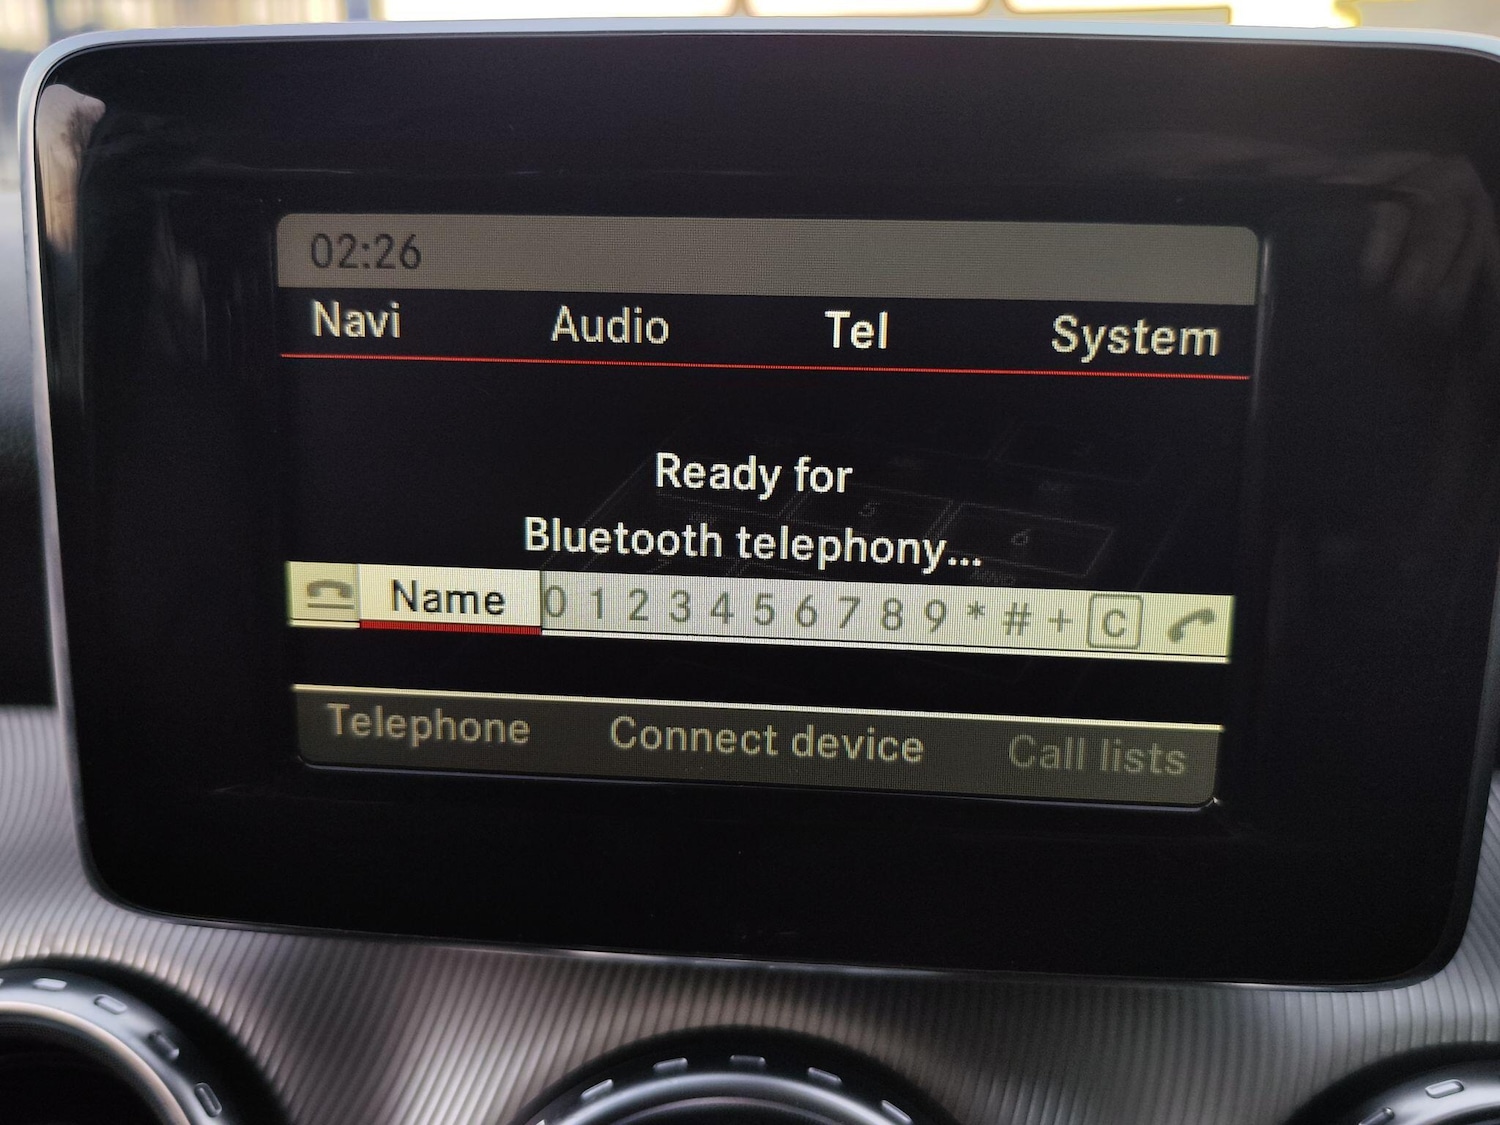 02:26
Navi Audio Tel System
Ready for
Bluetooth telephony...
Name 0 1 2 3 4 5 6 7 8 9 * # + C
Telephone Connect device Call lists